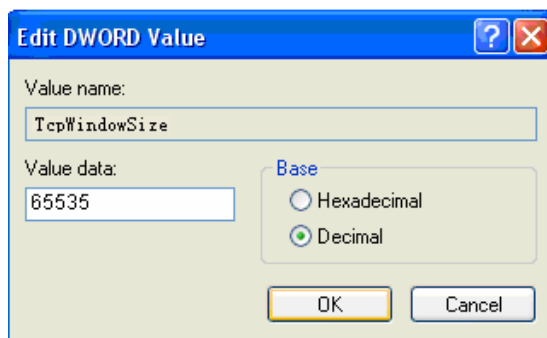 Edit DWORD Value
Value name:
TcpWindowSize
Value data:
65535
Base
Hexadecimal
Decimal
OK
Cancel